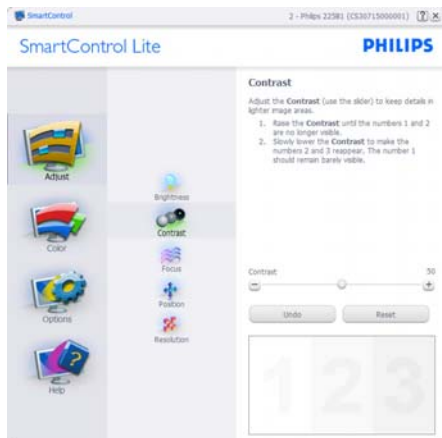 SmartControl
2 - Philips 225B1 (CS30715000001)
SmartControl Lite
PHILIPS
Adjust
Color
Options
Help
Brightness
Contrast
Focus
Position
Resolution
Contrast
Adjust the Contrast (use the slider) to keep details in
lighter image areas.
1. Raise the Contrast until the numbers 1 and 2
are no longer visible.
2. Slowly lower the Contrast to make the
numbers 2 and 3 reappear. The number 1
should remain barely visible.
Contrast 50
Undo Reset
1 2 3